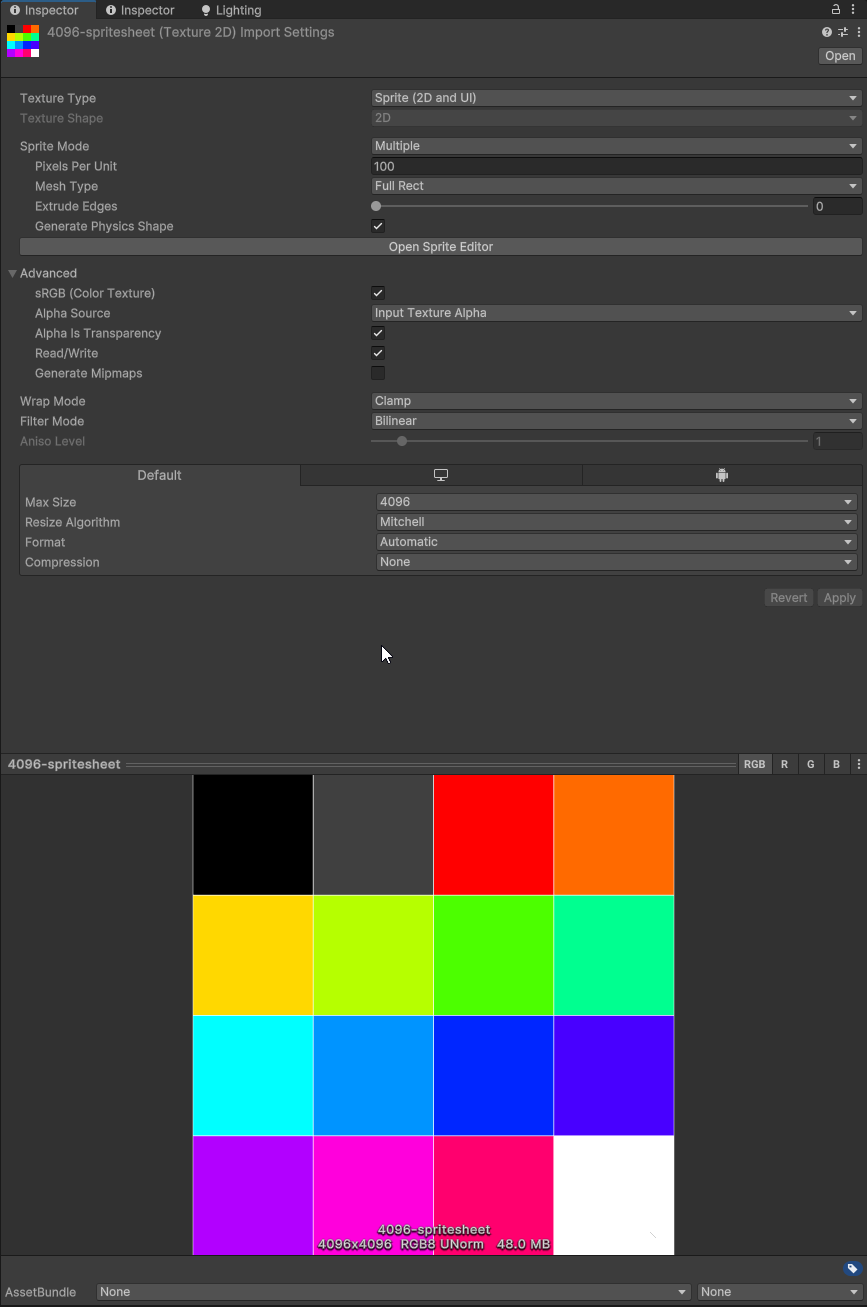 Inspector Inspector Lighting
4096-spritesheet (Texture 2D) Import Settings
Open
Texture Type Sprite (2D and UI)
Texture Shape 2D
Sprite Mode Multiple
Pixels Per Unit 100
Mesh Type Full Rect
Extrude Edges 0
Generate Physics Shape
Open Sprite Editor
Advanced
sRGB (Color Texture)
Alpha Source Input Texture Alpha
Alpha Is Transparency
Read/Write
Generate Mipmaps
Wrap Mode Clamp
Filter Mode Bilinear
Aniso Level 1
Default
Max Size 4096
Resize Algorithm Mitchell
Format Automatic
Compression None
Revert Apply
4096-spritesheet RGB R G B
4096-spritesheet
4096x4096 RGB8 UNorm 48.0 MB
AssetBundle None None